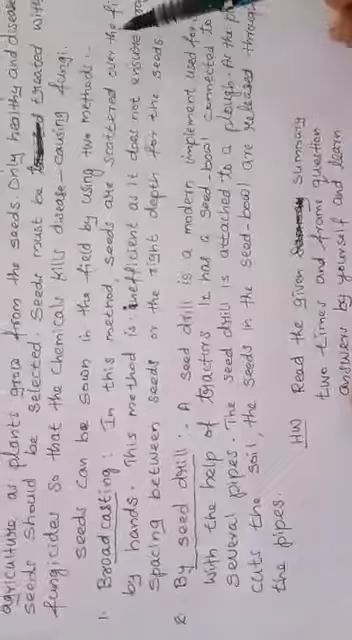 agriculture as plants grow from the seeds. Only healthy and disease
seeds should be selected. Seeds must be treated with
fungicides so that the chemicals kills disease-causing fungi.
seeds can be sown in the field by using two methods:-
1. Broadcasting: In this method, seeds are scattered over the fi
by hands. This method is inefficient as it does not ensure
spacing between seeds or the right depth for the seeds.
2. By seed drill:- A seed drill is a modern implement used for
with the help of tractors. It has a seed-bowl connected to
several pipes. The seed drill is attached to a plough. As the p
cuts the soil, the seeds in the seed-bowl are released through
the pipes.
HW Read the given summary
two times and frame question
answers by yourself and learn